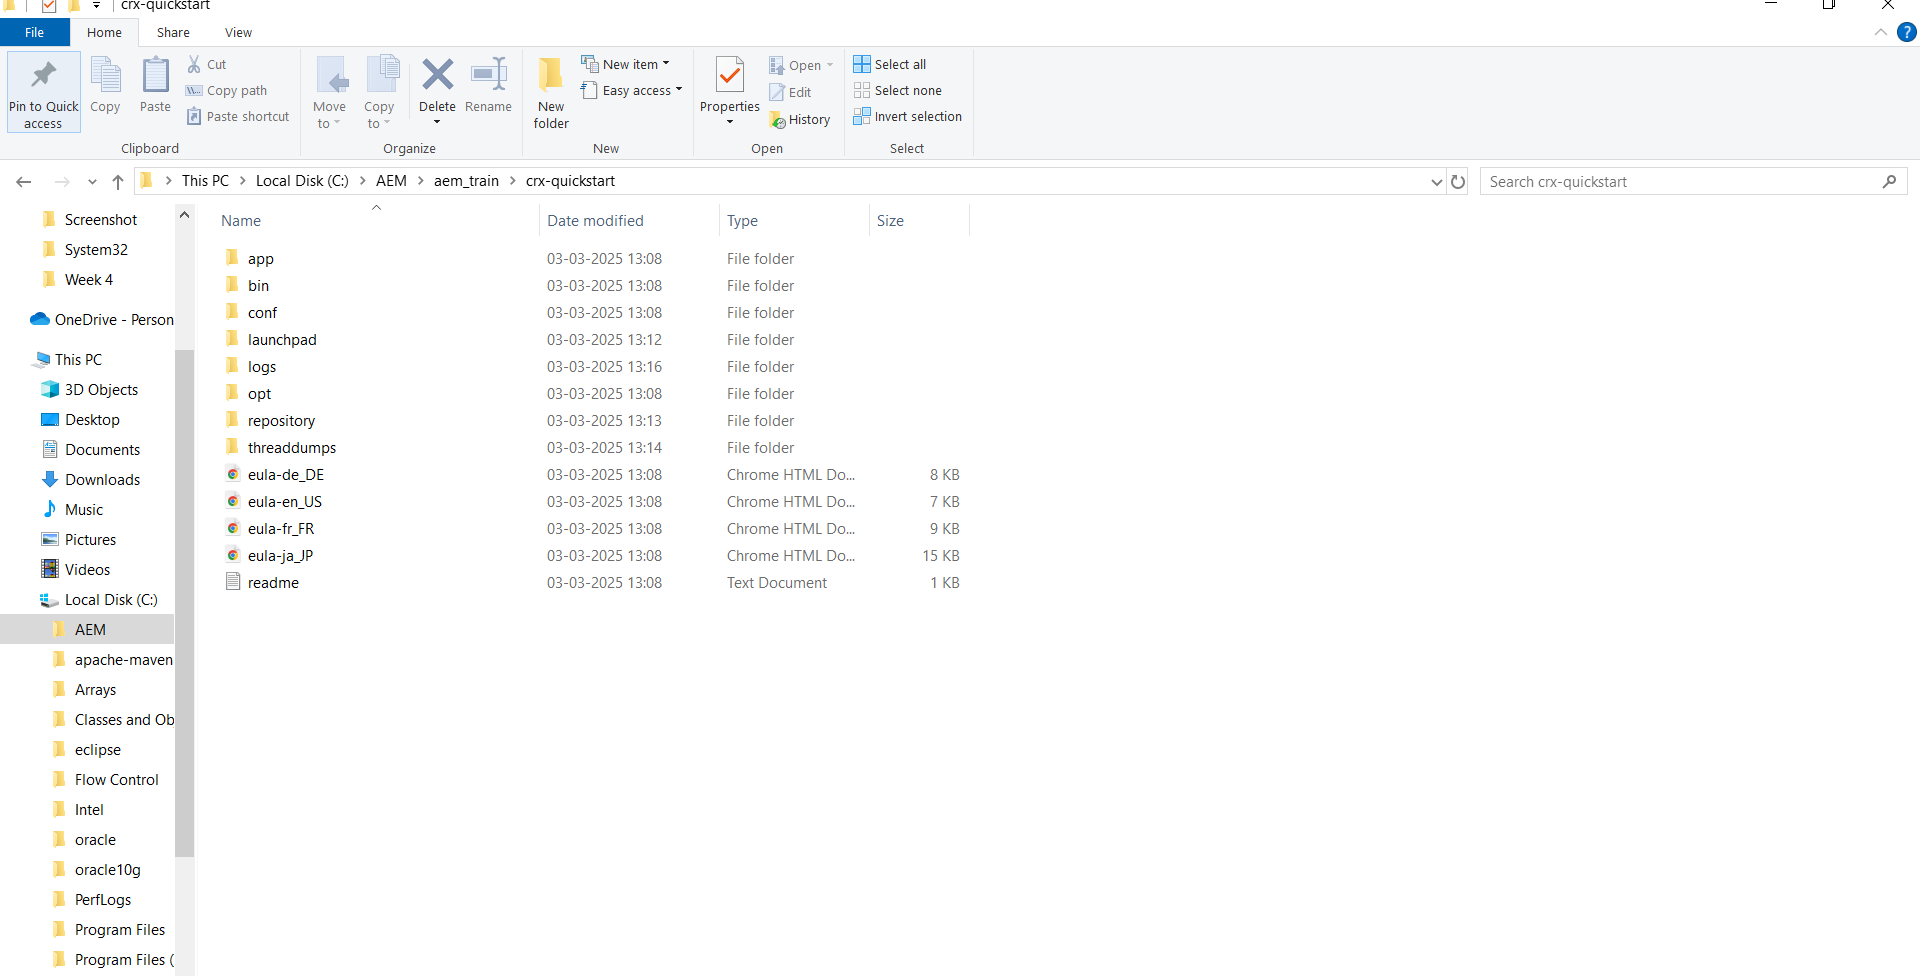 crx-quickstart
File Home Share View
Pin to Quick access
Copy
Paste
Cut
Copy path
Paste shortcut
Clipboard
Move to
Copy to
Delete
Rename
Organize
New folder
New item
Easy access
New
Properties
Open
Edit
History
Open
Select all
Select none
Invert selection
Select
This PC > Local Disk (C:) > AEM > aem_train > crx-quickstart
Search crx-quickstart
Screenshot
System32
Week 4
OneDrive - Person
This PC
3D Objects
Desktop
Documents
Downloads
Music
Pictures
Videos
Local Disk (C:)
AEM
apache-maven
Arrays
Classes and Ob
eclipse
Flow Control
Intel
oracle
oracle10g
PerfLogs
Program Files
Program Files (
Name Date modified Type Size
app 03-03-2025 13:08 File folder
bin 03-03-2025 13:08 File folder
conf 03-03-2025 13:08 File folder
launchpad 03-03-2025 13:12 File folder
logs 03-03-2025 13:16 File folder
opt 03-03-2025 13:08 File folder
repository 03-03-2025 13:13 File folder
threaddumps 03-03-2025 13:14 File folder
eula-de_DE 03-03-2025 13:08 Chrome HTML Do... 8 KB
eula-en_US 03-03-2025 13:08 Chrome HTML Do... 7 KB
eula-fr_FR 03-03-2025 13:08 Chrome HTML Do... 9 KB
eula-ja_JP 03-03-2025 13:08 Chrome HTML Do... 15 KB
readme 03-03-2025 13:08 Text Document 1 KB